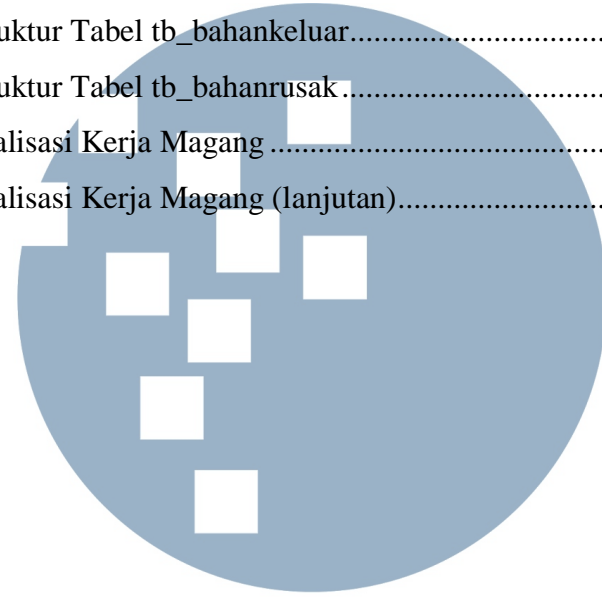 uktur Tabel tb_bahankeluar..................................
uktur Tabel tb_bahanrusak...................................
alisasi Kerja Magang.............................................
alisasi Kerja Magang (lanjutan)...........................